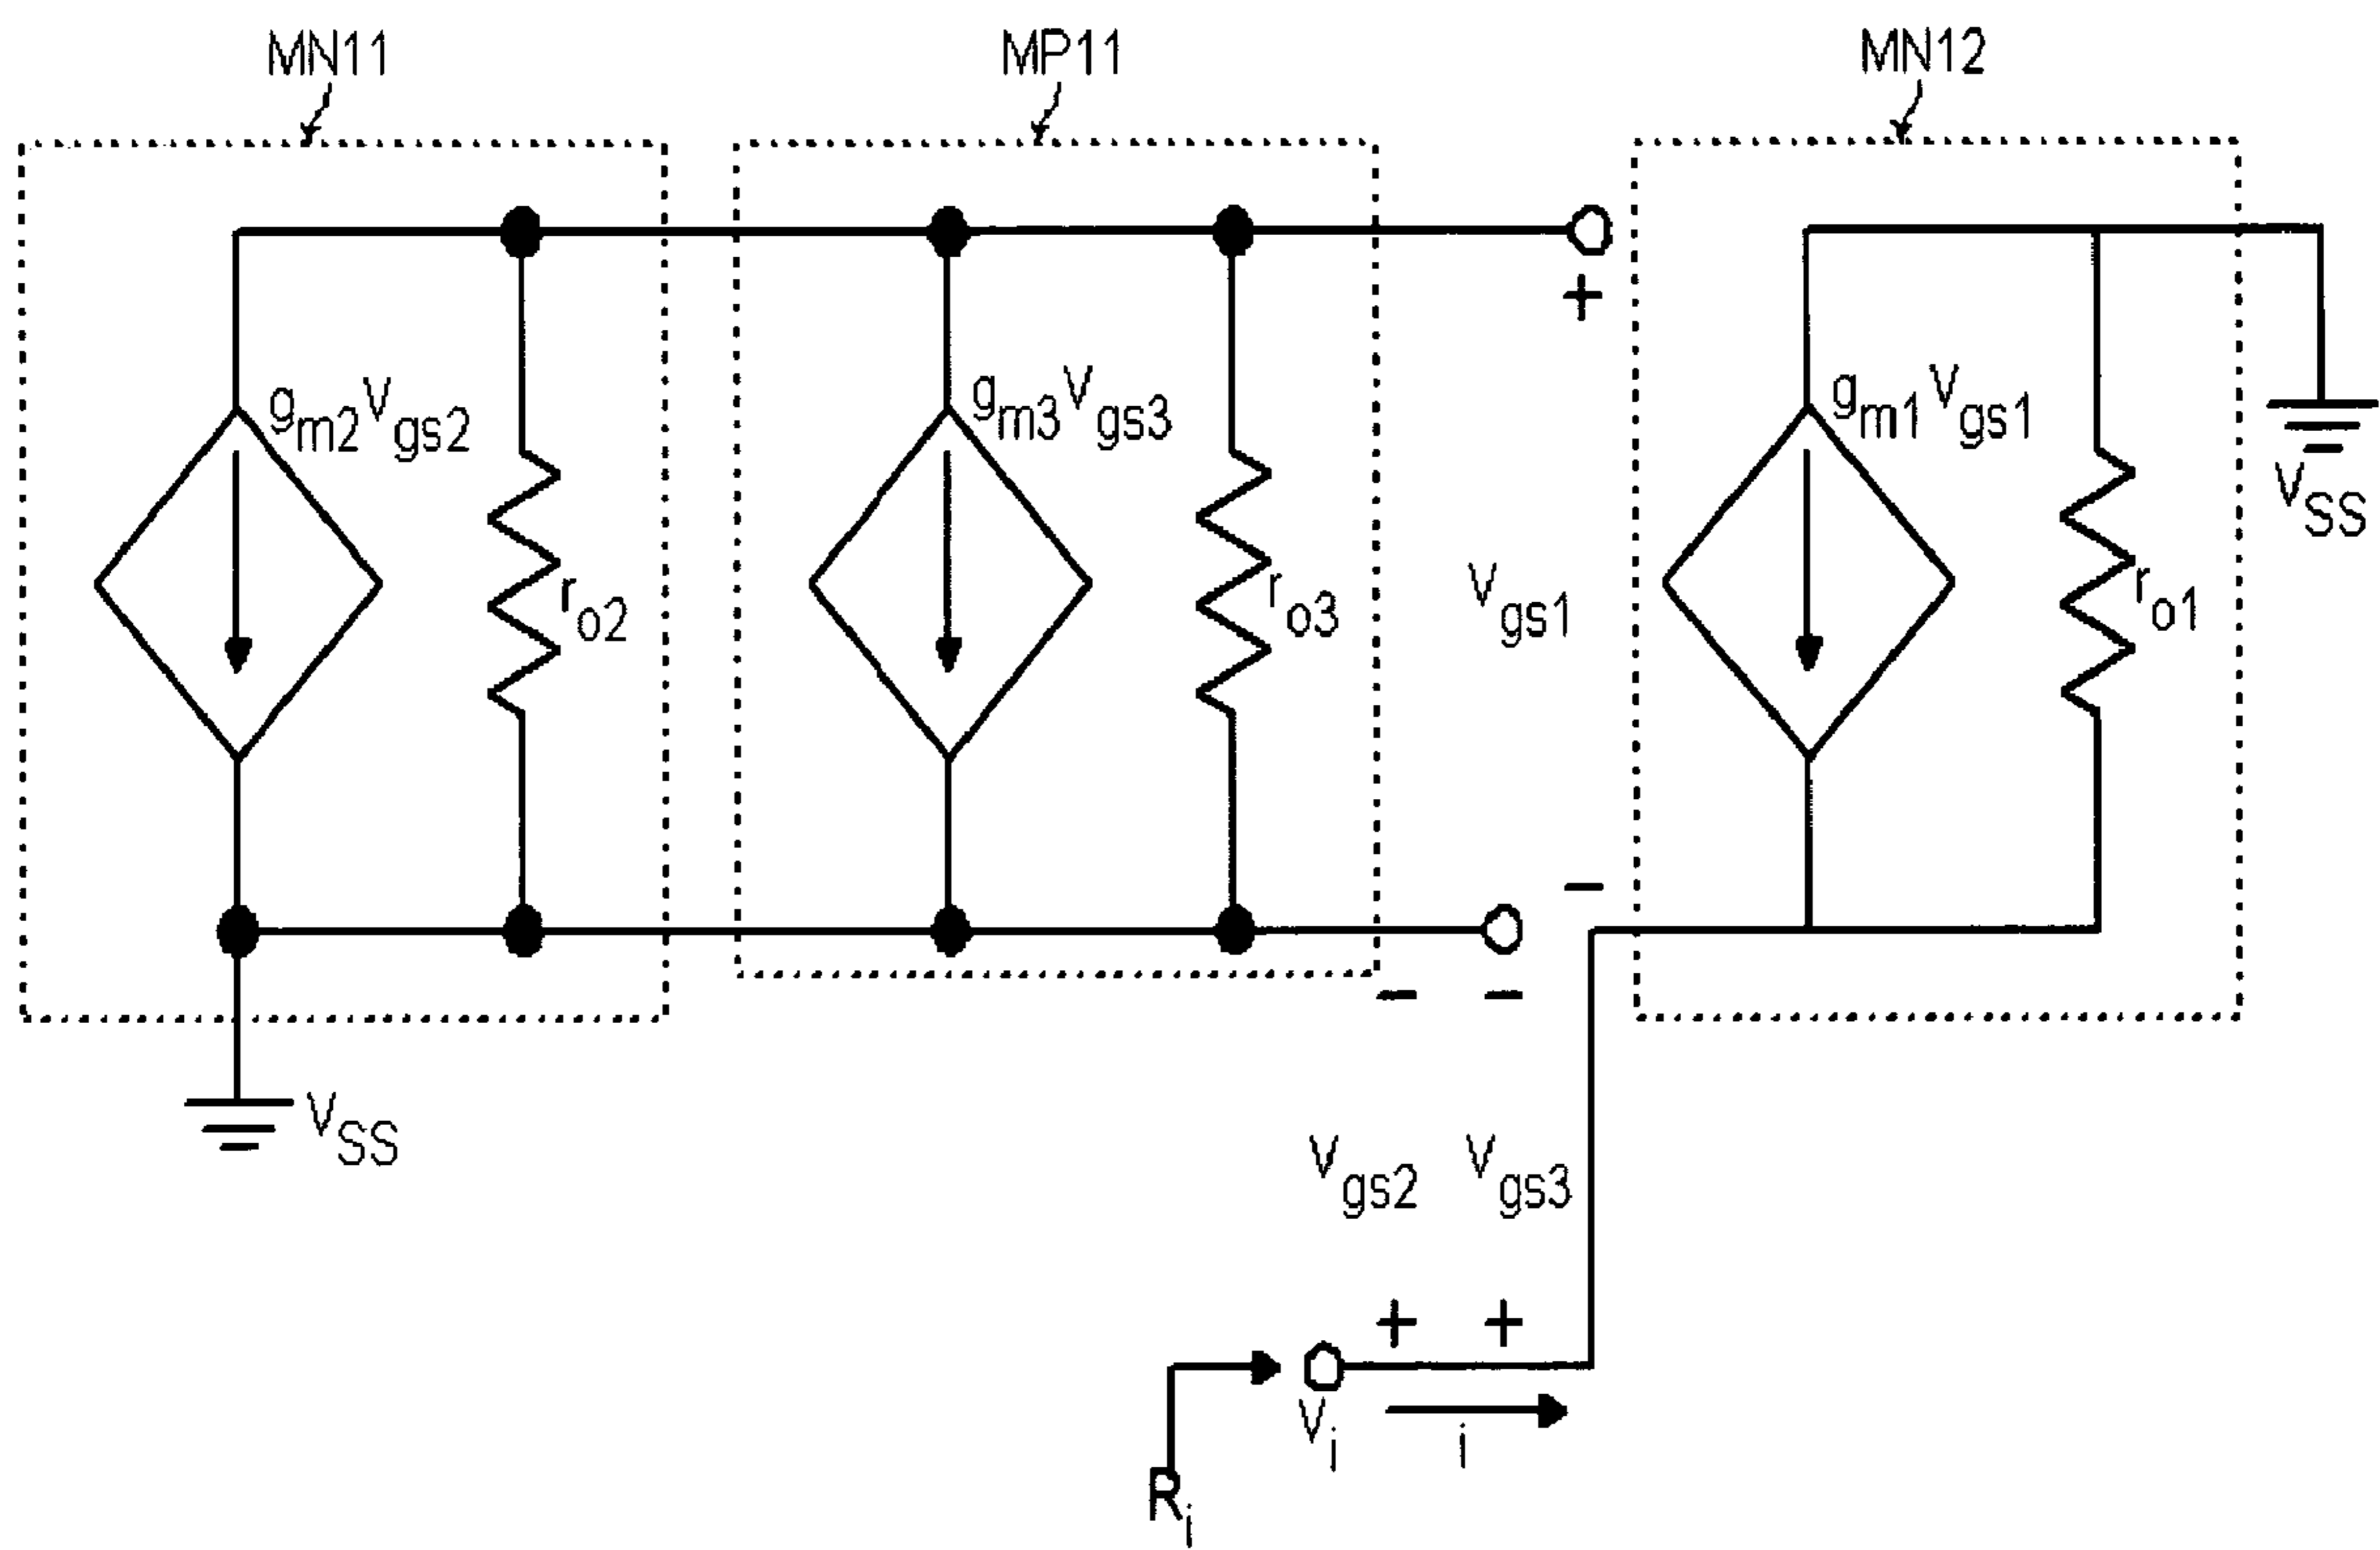 MN11
MP11
MN12
gm2vgs2
gm3vgs3
gm1vgs1
ro2
ro3
vgs1
ro1
vSS
+
−
− −
vSS
vgs2 vgs3
+ +
vi
i
Ri